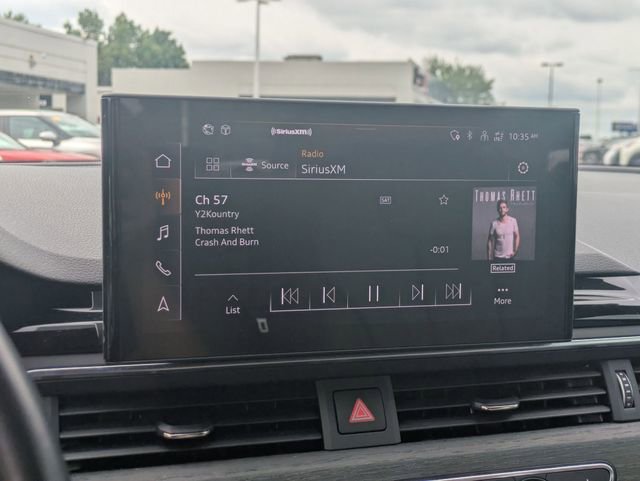 ((SiriusXM))
10:35 AM
Source
Radio
SiriusXM
Ch 57
SAT
Y2Kountry
Thomas Rhett
Crash And Burn
-0:01
THOMAS RHETT
Related
List
More